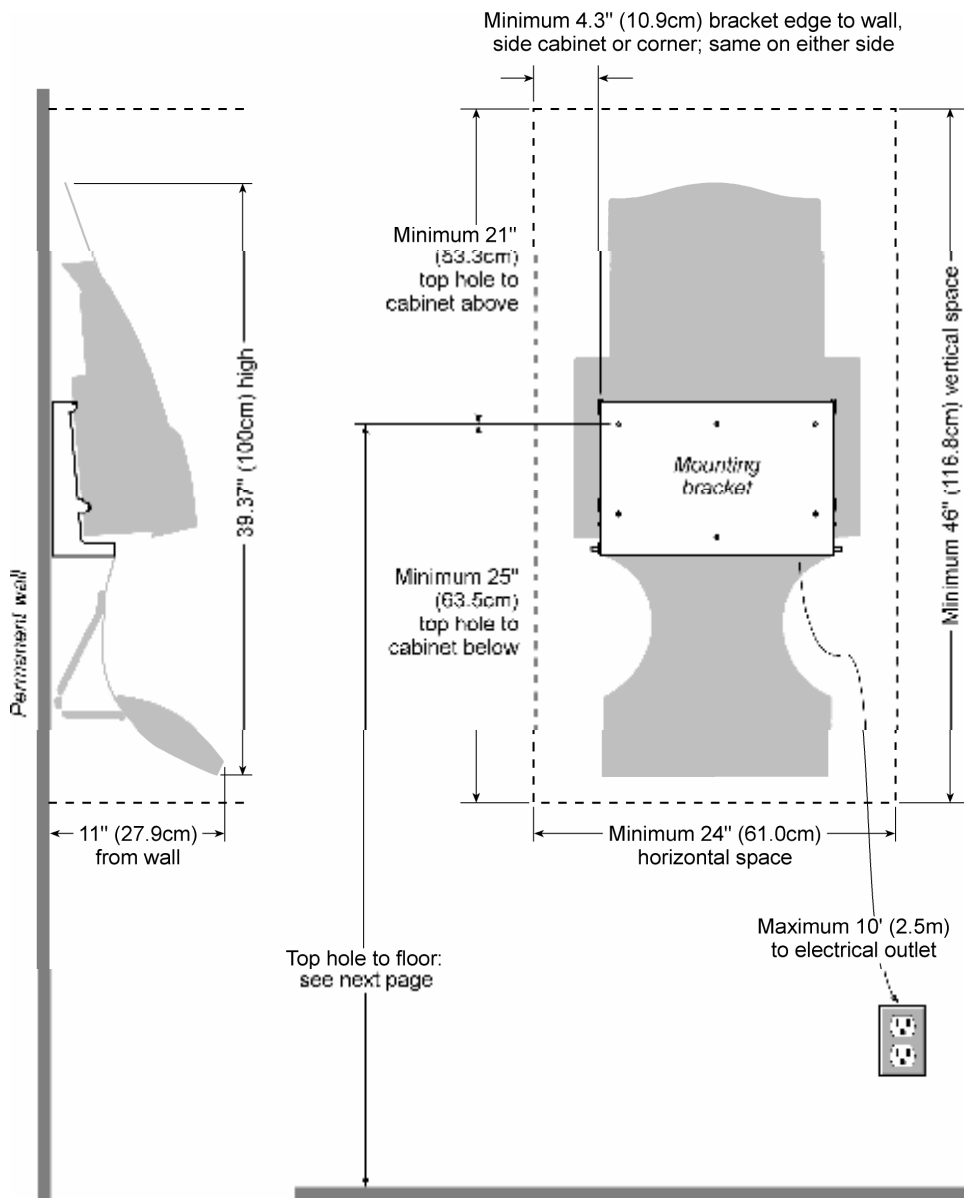 Minimum 4.3" (10.9cm) bracket edge to wall,
side cabinet or corner; same on either side
Minimum 21"
(53.3cm)
top hole to
cabinet above
39.37" (100cm) high
Mounting
bracket
Minimum 46" (116.8cm) vertical space
Minimum 25"
(63.5cm)
top hole to
cabinet below
Permanent wall
11" (27.9cm)
from wall
Minimum 24" (61.0cm)
horizontal space
Maximum 10' (2.5m)
to electrical outlet
Top hole to floor:
see next page